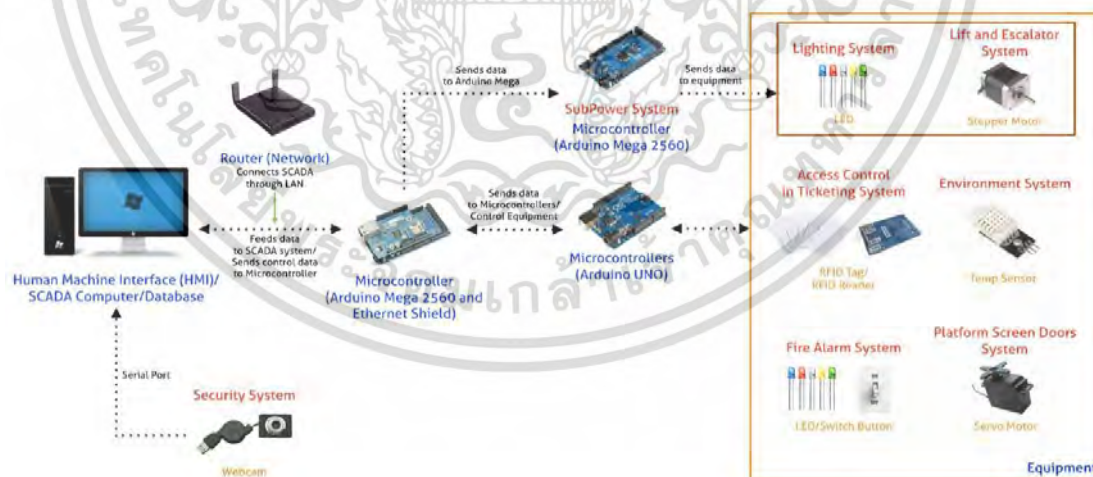 Router (Network)
Connects SCADA
through LAN
Human Machine Interface (HMI)/
SCADA Computer/Database
Feeds data
to SCADA system/
Sends control data
to Microcontroller
Serial Port
Security System
Webcam
Microcontroller
(Arduino Mega 2560 and
Ethernet Shield)
Sends data
to Arduino Mega
SubPower System
Microcontroller
(Arduino Mega 2560)
Sends data
to equipment
Sends data
to Microcontrollers/
Control Equipment
Microcontrollers
(Arduino UNO)
Lighting System
LED
Lift and Escalator
System
Stepper Motor
Access Control
in Ticketing System
RFID Tag/
RFID Reader
Environment System
Temp Sensor
Fire Alarm System
LED/Switch Button
Platform Screen Doors
System
Servo Motor
Equipment